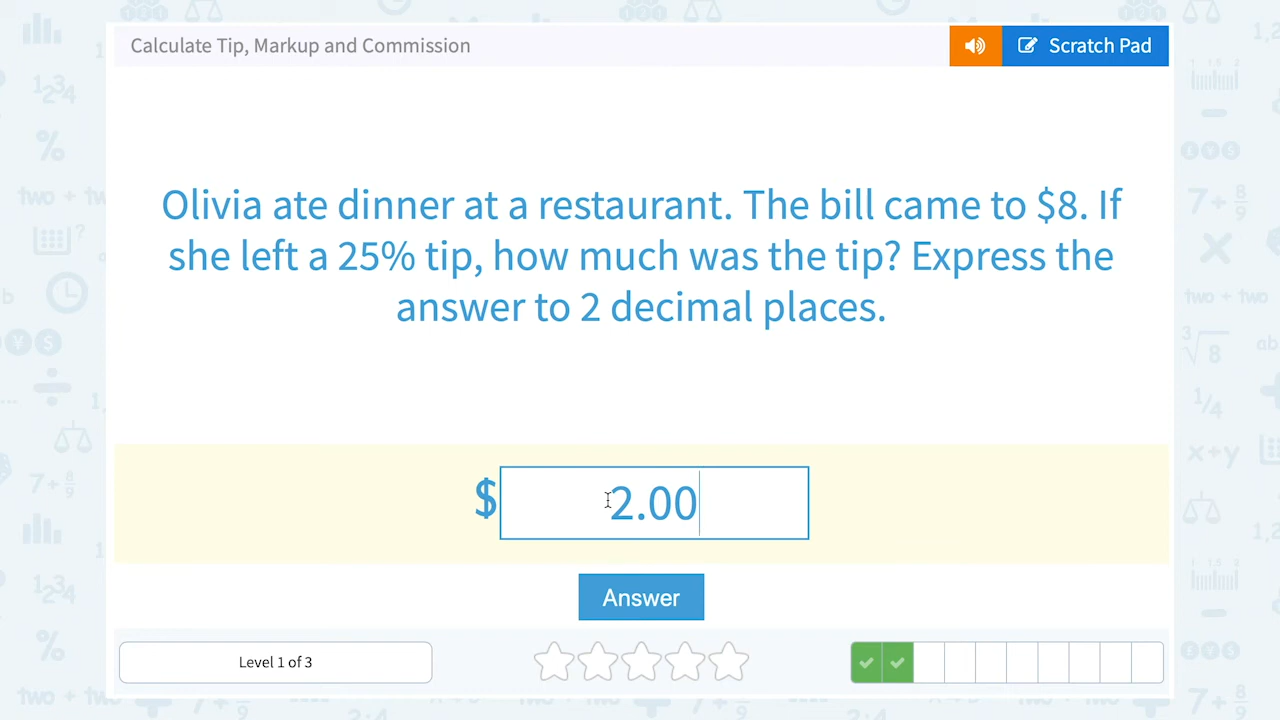 Calculate Tip, Markup and Commission
Scratch Pad
Olivia ate dinner at a restaurant. The bill came to $8. If
she left a 25% tip, how much was the tip? Express the
answer to 2 decimal places.
$ 2.00
Answer
Level 1 of 3